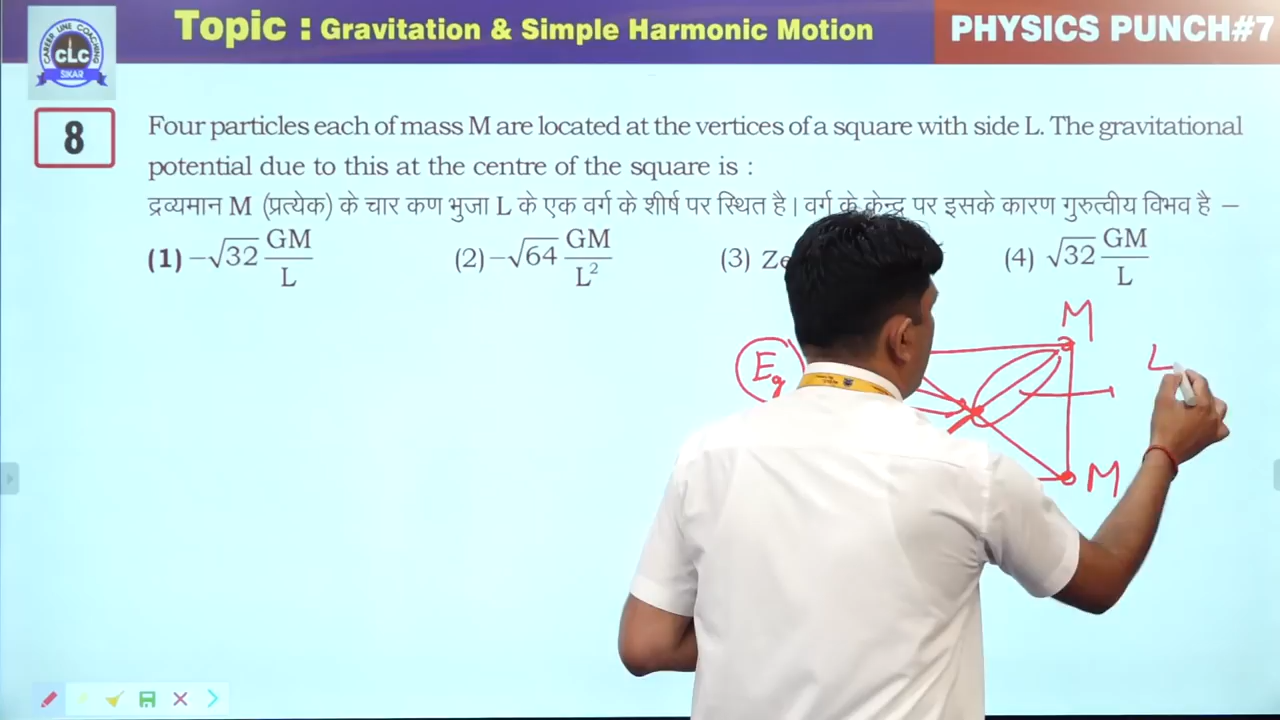 Topic : Gravitation & Simple Harmonic Motion
PHYSICS PUNCH#7
CAREER LINE COACHING
CLC
SIKAR
8
Four particles each of mass M are located at the vertices of a square with side L. The gravitational
potential due to this at the centre of the square is :
द्रव्यमान M (प्रत्येक) के चार कण भुजा L के एक वर्ग के शीर्ष पर स्थित है। वर्ग के केन्द्र पर इसके कारण गुरुत्वीय विभव है –
(1) −√32 GM/L (2) −√64 GM/L² (3) (4) √32 GM/L
M
E_g
L
M